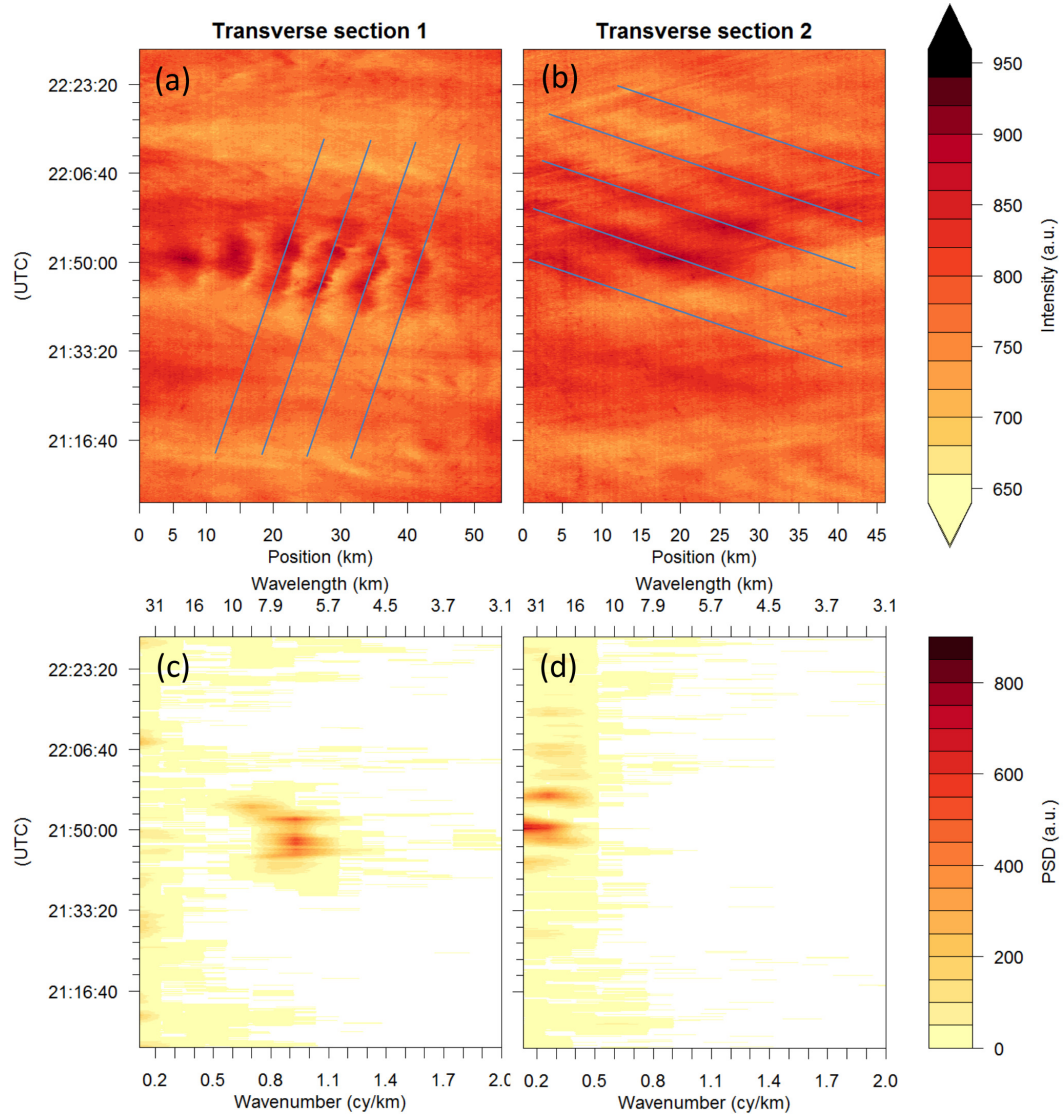 Transverse section 1
Transverse section 2
(a)
(b)
22:23:20
22:06:40
21:50:00
21:33:20
21:16:40
(UTC)
0 5 10 20 30 40 50
Position (km)
0 5 10 15 20 25 30 35 40 45
Position (km)
950
900
850
800
750
700
650
Intensity (a.u.)
Wavelength (km)
31 16 10 7.9 5.7 4.5 3.7 3.1
Wavelength (km)
31 16 10 7.9 5.7 4.5 3.7 3.1
(c)
(d)
22:23:20
22:06:40
21:50:00
21:33:20
21:16:40
(UTC)
0.2 0.5 0.8 1.1 1.4 1.7 2.0
Wavenumber (cy/km)
0.2 0.5 0.8 1.1 1.4 1.7 2.0
Wavenumber (cy/km)
800
600
400
200
0
PSD (a.u.)